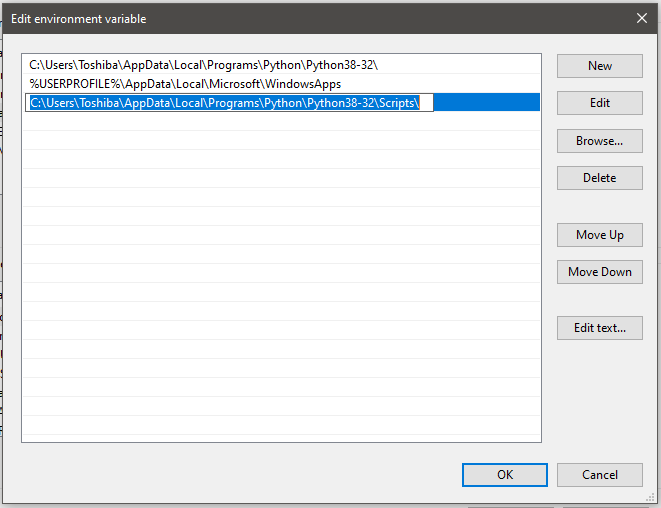 Edit environment variable
C:\Users\Toshiba\AppData\Local\Programs\Python\Python38-32\
%USERPROFILE%\AppData\Local\Microsoft\WindowsApps
C:\Users\Toshiba\AppData\Local\Programs\Python\Python38-32\Scripts\
New
Edit
Browse...
Delete
Move Up
Move Down
Edit text...
OK
Cancel